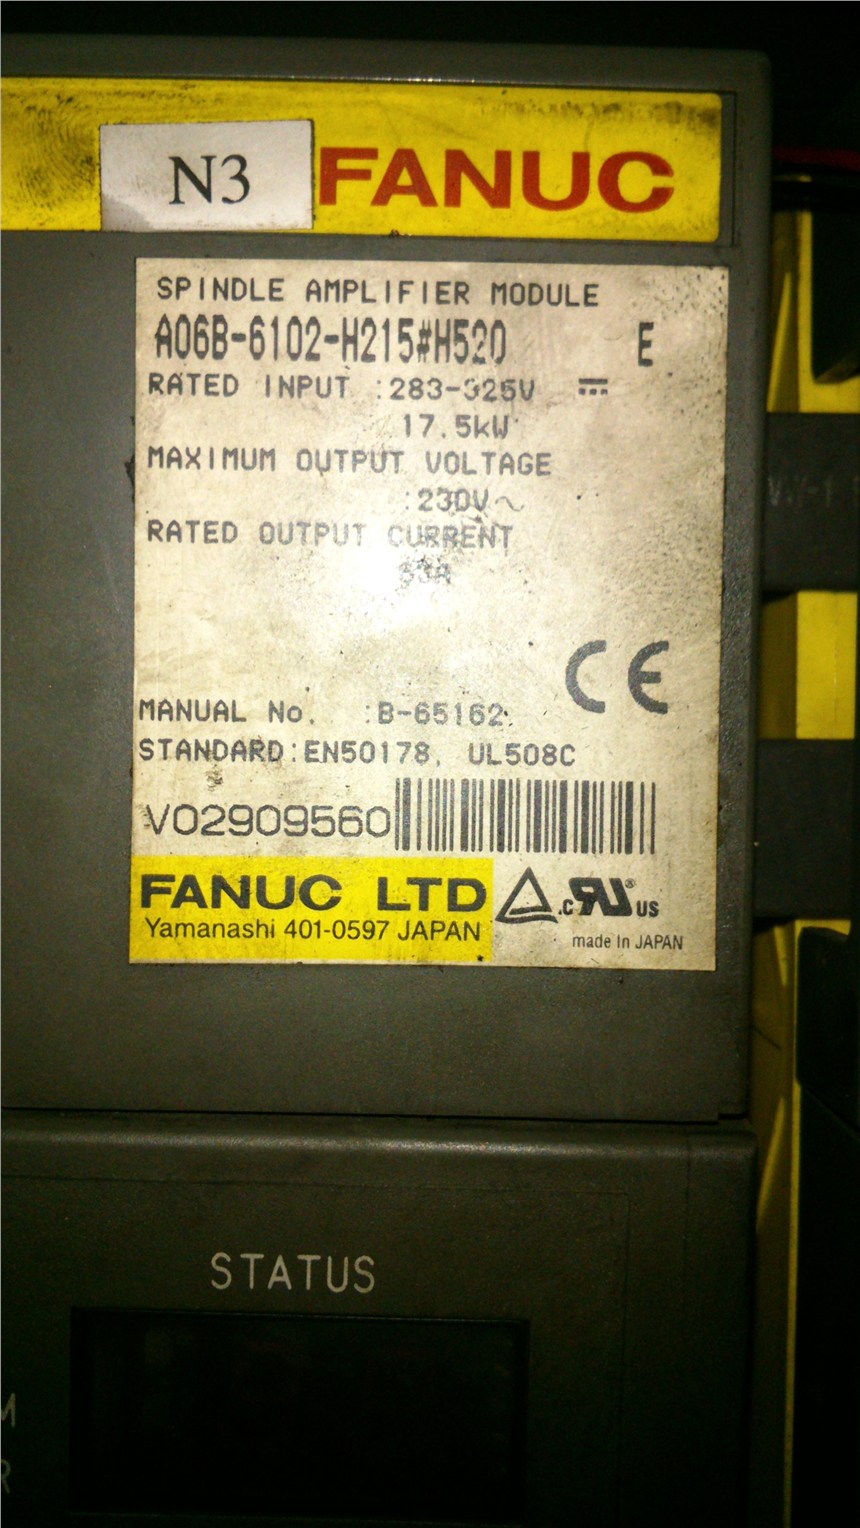 N3 FANUC
SPINDLE AMPLIFIER MODULE
A06B-6102-H215#H520 E
RATED INPUT :283-325V ⎓
17.5kW
MAXIMUM OUTPUT VOLTAGE
:230V~
RATED OUTPUT CURRENT
CE
MANUAL No. :B-65162
STANDARD:EN50178, UL508C
V02909560
FANUC LTD
Yamanashi 401-0597 JAPAN
c RU ® US
made in JAPAN
STATUS
M
R